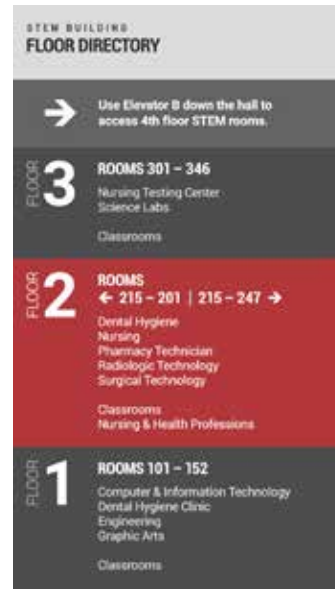 STEM BUILDING
FLOOR DIRECTORY
→ Use Elevator B down the hall to
access 4th floor STEM rooms.
FLOOR 3
ROOMS 301 – 346
Nursing Testing Center
Science Labs
Classrooms
FLOOR 2
ROOMS
← 215 – 201 | 215 – 247 →
Dental Hygiene
Nursing
Pharmacy Technician
Radiologic Technology
Surgical Technology
Classrooms
Nursing & Health Professions
FLOOR 1
ROOMS 101 – 152
Computer & Information Technology
Dental Hygiene Clinic
Engineering
Graphic Arts
Classrooms